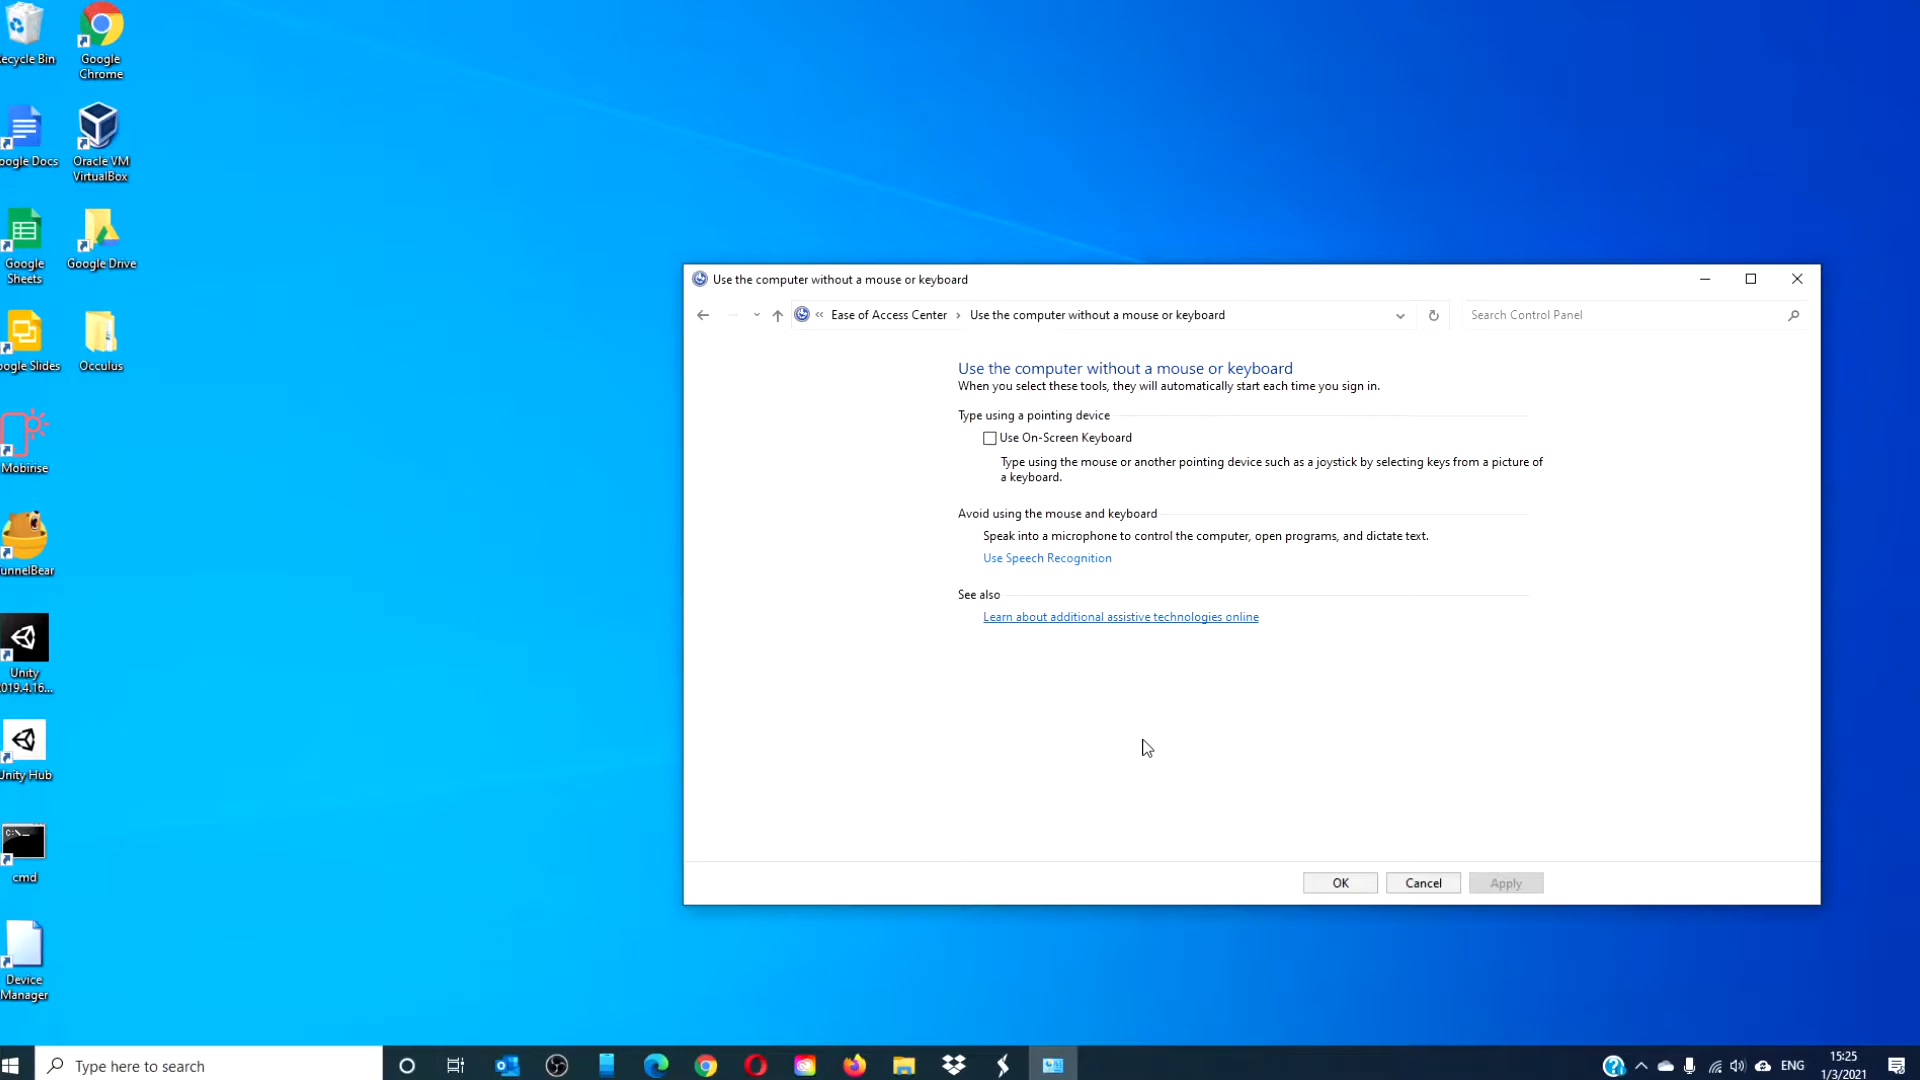 ecycle Bin
Google
Chrome
oogle Docs
Oracle VM
VirtualBox
Google
Sheets
Google Drive
oogle Slides
Occulus
Mobirise
unnelBear
Unity
2019.4.16...
Unity Hub
C:\_
cmd
Device
Manager
Use the computer without a mouse or keyboard
« Ease of Access Center › Use the computer without a mouse or keyboard
Search Control Panel
Use the computer without a mouse or keyboard
When you select these tools, they will automatically start each time you sign in.
Type using a pointing device
Use On-Screen Keyboard
Type using the mouse or another pointing device such as a joystick by selecting keys from a picture of
a keyboard.
Avoid using the mouse and keyboard
Speak into a microphone to control the computer, open programs, and dictate text.
Use Speech Recognition
See also
Learn about additional assistive technologies online
OK
Cancel
Apply
Type here to search
ENG
15:25
1/3/2021